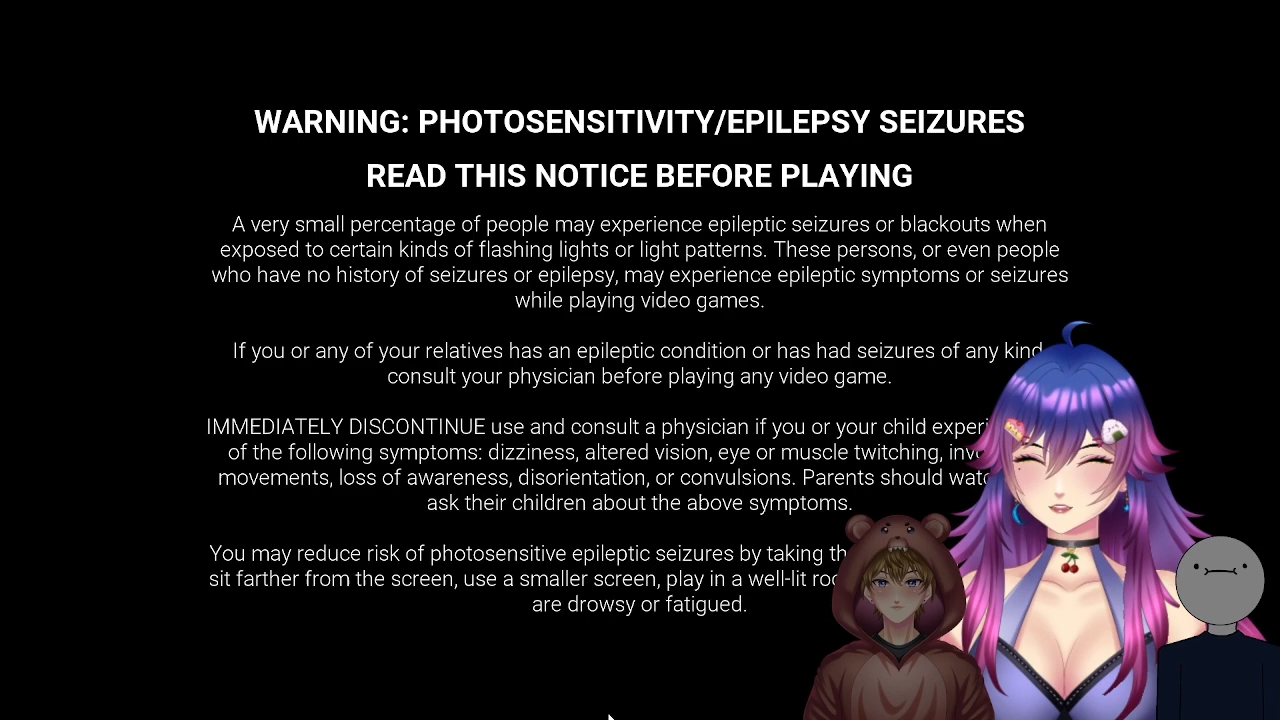 WARNING: PHOTOSENSITIVITY/EPILEPSY SEIZURES
READ THIS NOTICE BEFORE PLAYING
A very small percentage of people may experience epileptic seizures or blackouts when
exposed to certain kinds of flashing lights or light patterns. These persons, or even people
who have no history of seizures or epilepsy, may experience epileptic symptoms or seizures
while playing video games.
If you or any of your relatives has an epileptic condition or has had seizures of any kind
consult your physician before playing any video game.
IMMEDIATELY DISCONTINUE use and consult a physician if you or your child
of the following symptoms: dizziness, altered vision, eye or muscle twitching,
movements, loss of awareness, disorientation, or convulsions. Parents should
ask their children about the above symptoms.
You may reduce risk of photosensitive epileptic seizures by taking
sit farther from the screen, use a smaller screen, play in a well-lit
are drowsy or fatigued.